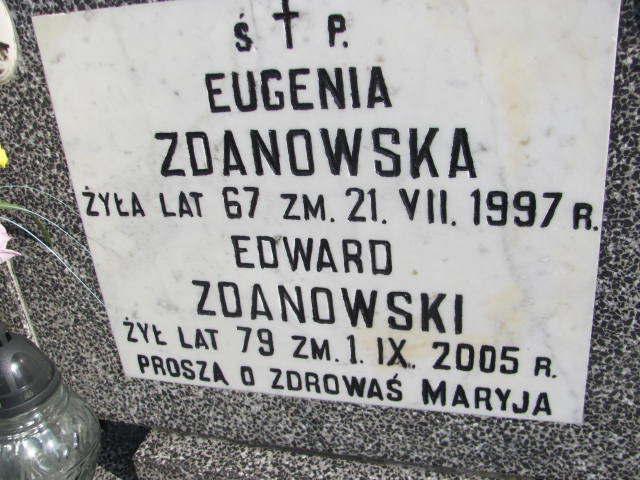 Ś † P.
EUGENIA
ZDANOWSKA
ŻYŁA LAT 67 ZM. 21. VII. 1997 R.
EDWARD
ZDANOWSKI
ŻYŁ LAT 79 ZM. 1. IX. 2005 R.
PROSZĄ O ZDROWAŚ MARYJA